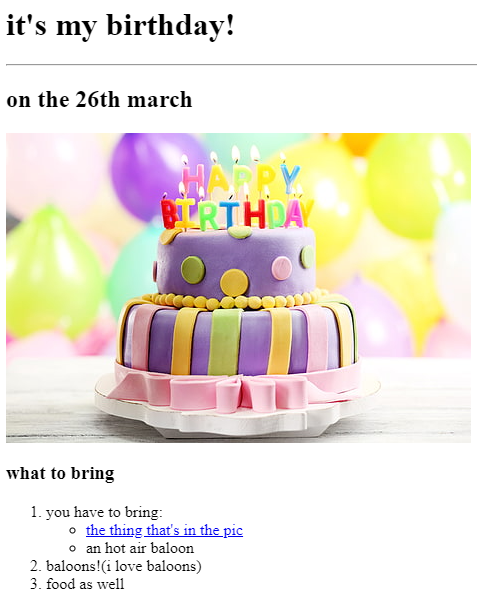 it's my birthday!
on the 26th march
HAPPY
BIRTHDAY
what to bring
1. you have to bring:
the thing that's in the pic
an hot air baloon
2. baloons!(i love baloons)
3. food as well